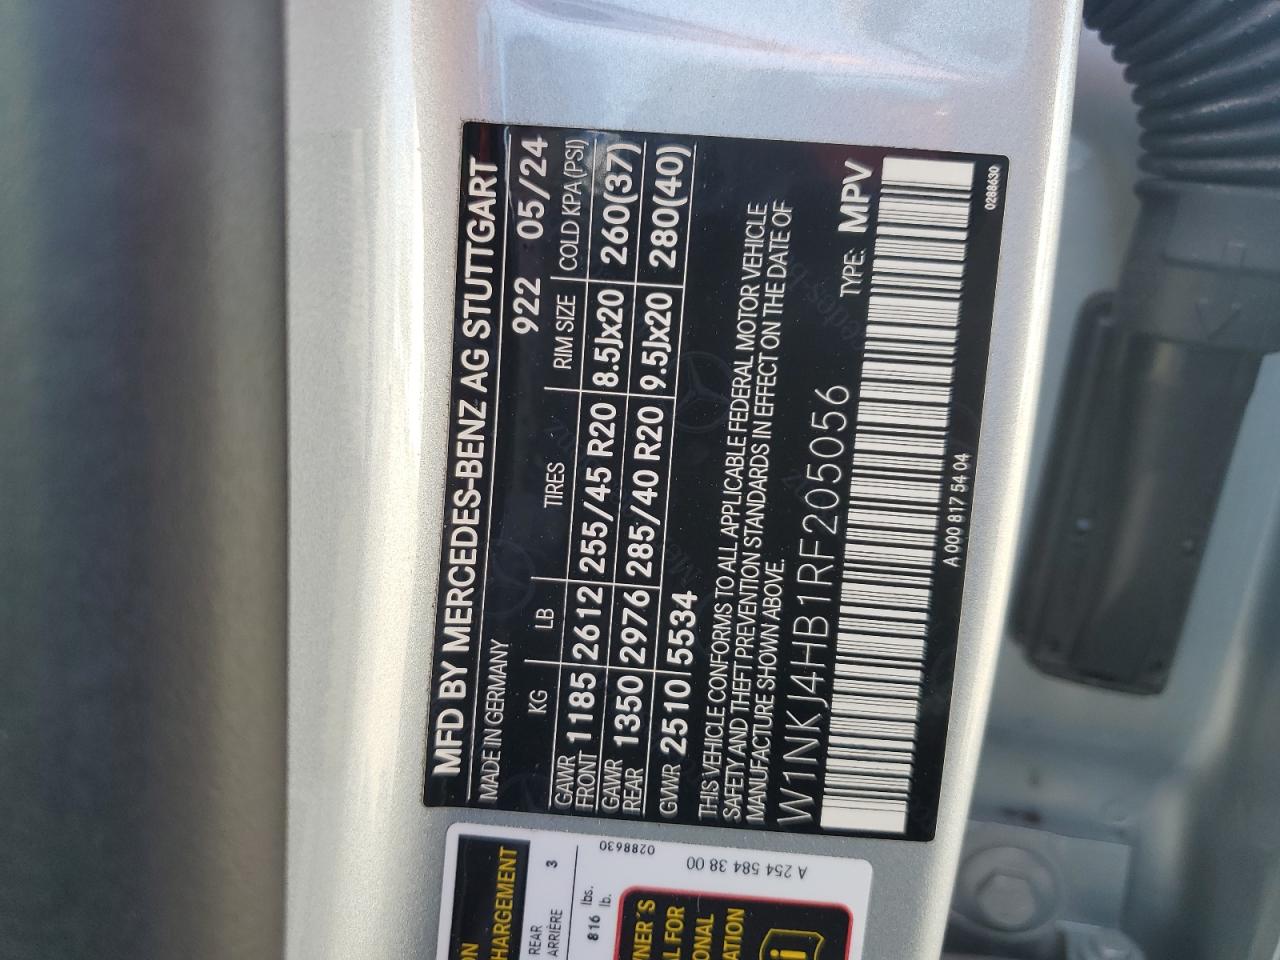 MFD BY MERCEDES-BENZ AG STUTTGART
MADE IN GERMANY 922 05/24
KG LB TIRES RIM SIZE COLD KPA(PSI)
GAWR FRONT 1185 2612 255/45 R20 8.5Jx20 260(37)
GAWR REAR 1350 2976 285/40 R20 9.5Jx20 280(40)
GVWR 2510 5534
THIS VEHICLE CONFORMS TO ALL APPLICABLE FEDERAL MOTOR VEHICLE
SAFETY AND THEFT PREVENTION STANDARDS IN EFFECT ON THE DATE OF
MANUFACTURE SHOWN ABOVE.
W1NKJ4HB1RF205056 TYPE: MPV
A 000 817 54 04
0288630
HARGEMENT
REAR
ARRIÈRE 3
816 lbs.
lb.
0288630
A 254 584 38 00